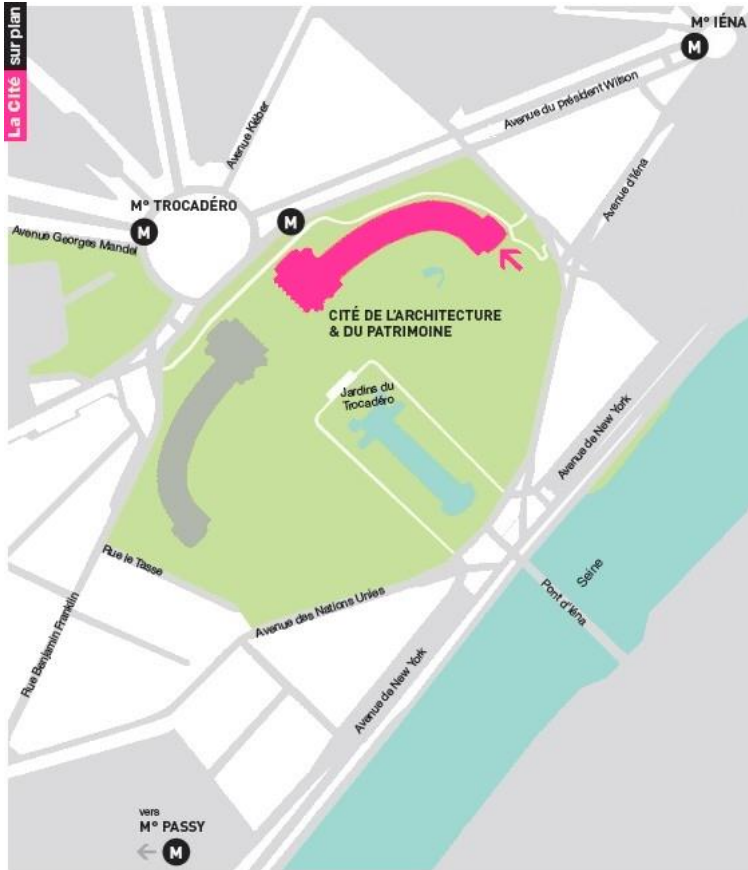 La Cité sur plan
M° IÉNA
M
Avenue du président Wilson
Avenue Kléber
Avenue d'Iéna
M° TROCADÉRO
M
M
Avenue Georges Mandel
CITÉ DE L'ARCHITECTURE
& DU PATRIMOINE
Jardins du
Trocadéro
Avenue de New York
Rue le Tasse
Seine
Pont d'Iéna
Avenue des Nations Unies
Rue Benjamin Franklin
Avenue de New York
vers
M° PASSY
M